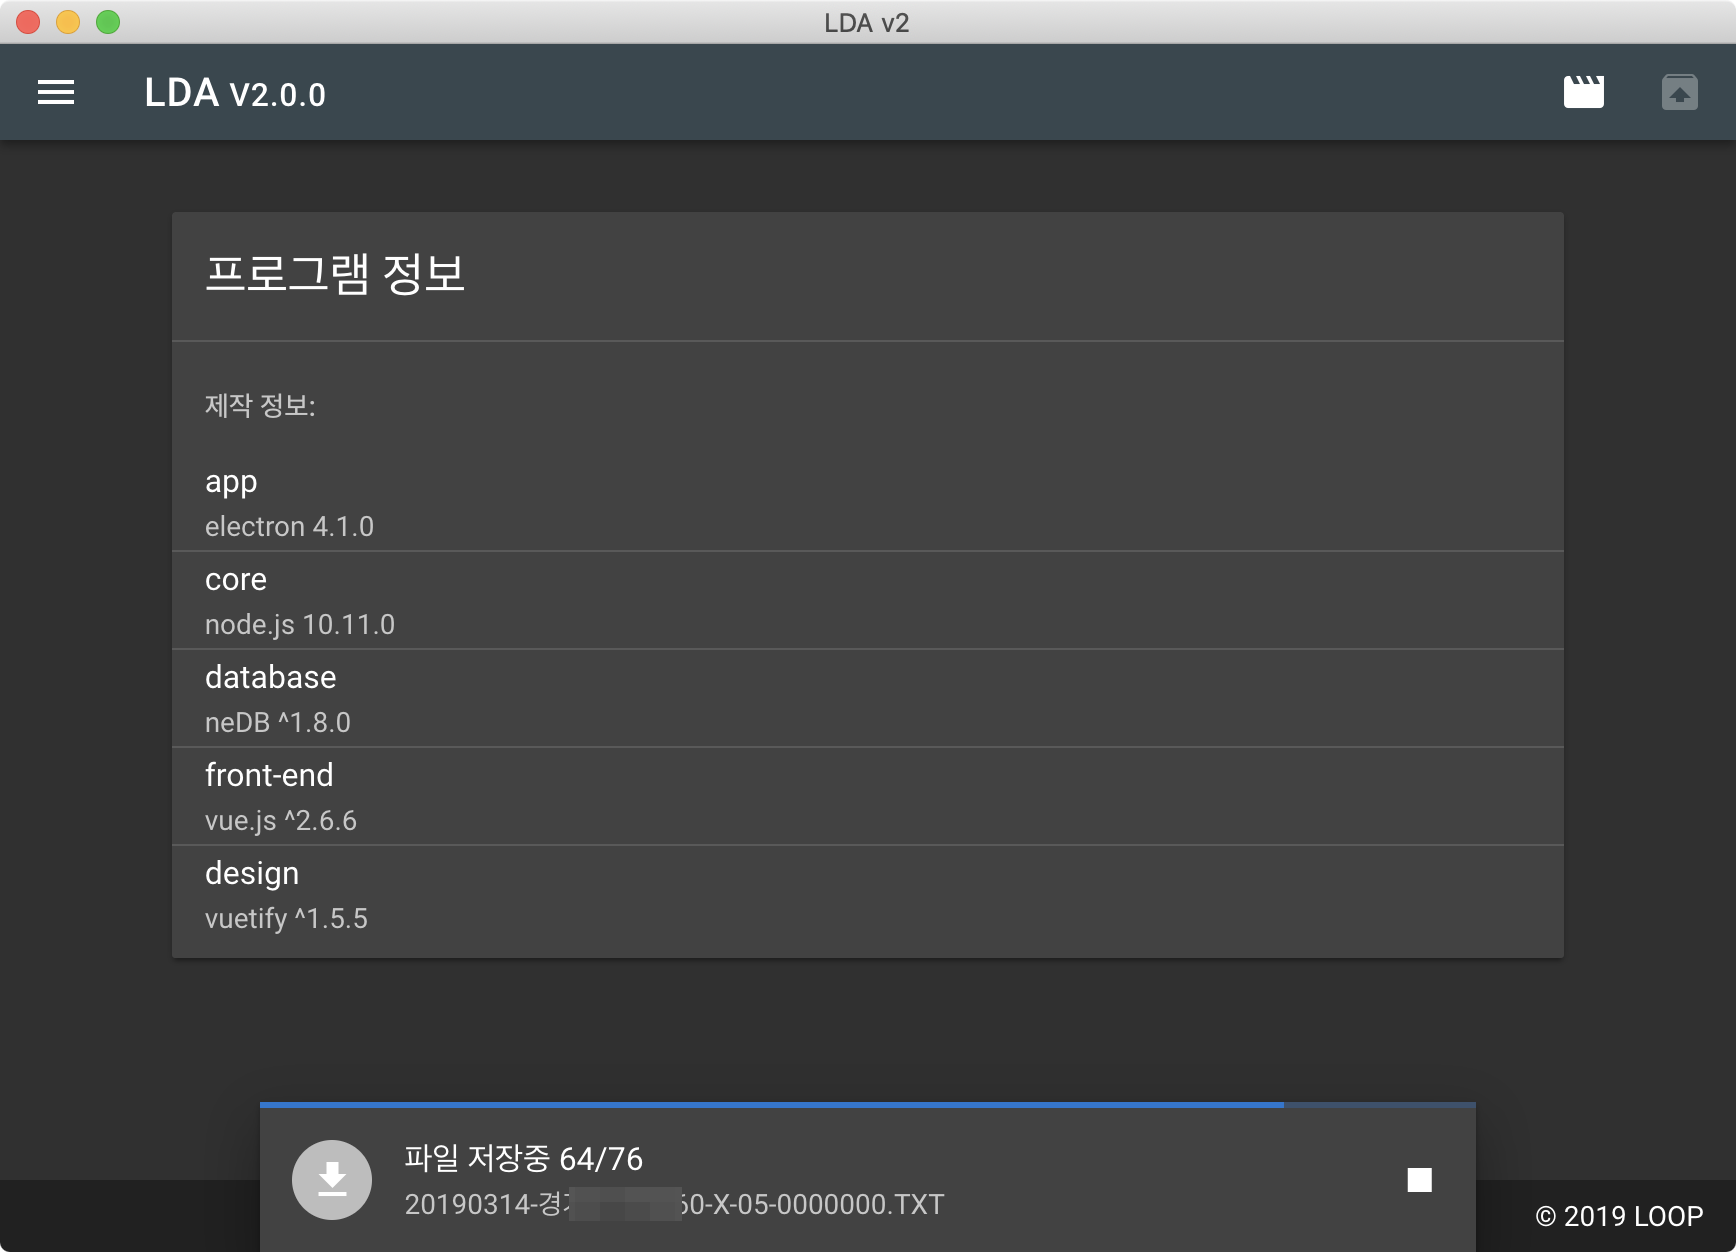 LDA v2
LDA V2.0.0
프로그램 정보
제작 정보:
app
electron 4.1.0
core
node.js 10.11.0
database
neDB ^1.8.0
front-end
vue.js ^2.6.6
design
vuetify ^1.5.5
파일 저장중 64/76
20190314-경 60-X-05-0000000.TXT
© 2019 LOOP